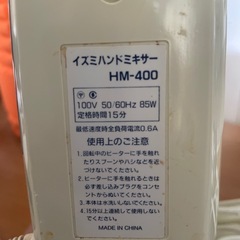 イズミハンドミキサー
HM-400
100V 50/60Hz 85W
定格時間15分
最低速度時全負荷電流0.6A
使用上のご注意
1. 回転中のビーターに手を触れ
たりスプーンやハシなどを近
づけないでください。
2. ビーターに手を触れるときは
必ず差し込みプラグをコンセ
ントからぬいてください。
3. 本体は水洗いしないでください。
4. 15分以上連続して使用しない
でください。
MADE IN CHINA